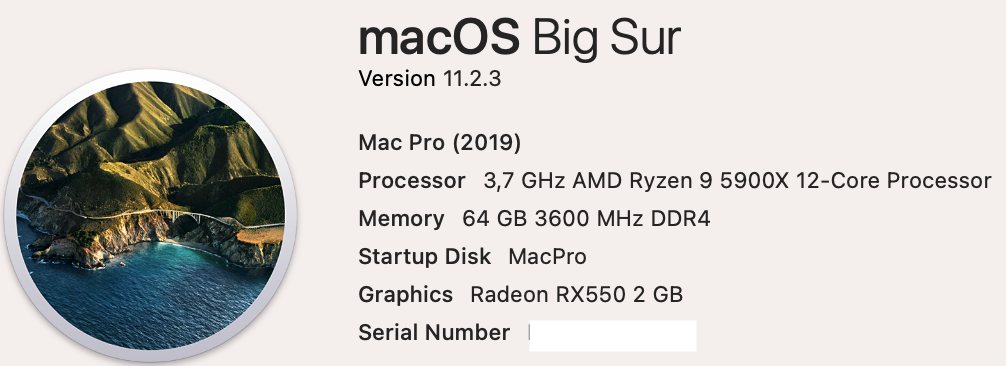 macOS Big Sur
Version 11.2.3
Mac Pro (2019)
Processor 3,7 GHz AMD Ryzen 9 5900X 12-Core Processor
Memory 64 GB 3600 MHz DDR4
Startup Disk MacPro
Graphics Radeon RX550 2 GB
Serial Number